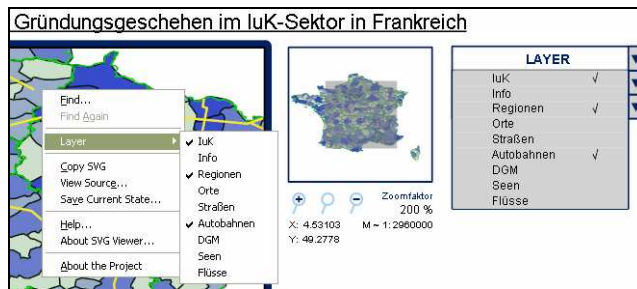 Gründungsgeschehen im IuK-Sektor in Frankreich
Find...
Find Again
Layer
Copy SVG
View Source...
Save Current State...
Help...
About SVG Viewer...
About the Project
✓ IuK
Info
✓ Regionen
Orte
Straßen
✓ Autobahnen
DGM
Seen
Flüsse
Zoomfaktor
200 %
X: 4.53103 M ~ 1:2960000
Y: 49.2778
LAYER
IuK √
Info
Regionen √
Orte
Straßen
Autobahnen √
DGM
Seen
Flüsse